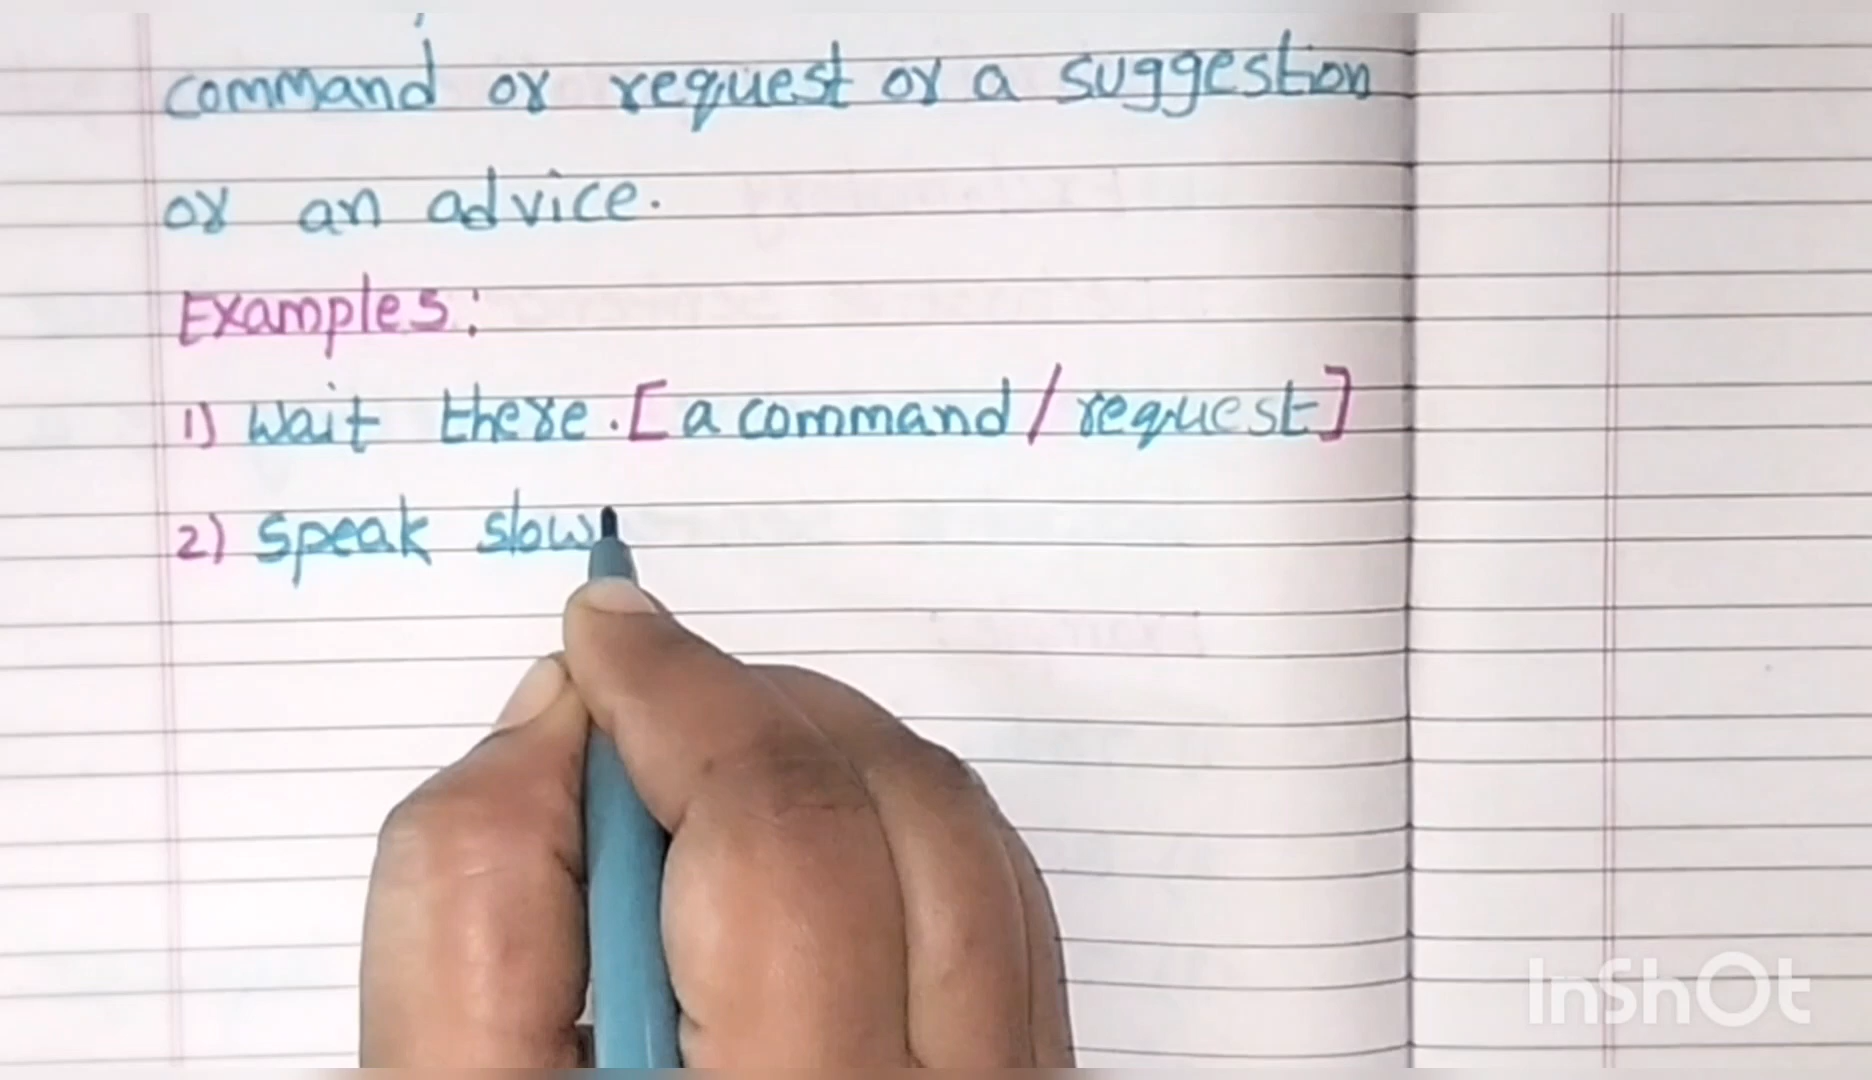 command or request or a suggestion
or an advice.
Examples:
1) Wait there. [a command / request]
2) Speak slow
InShOt